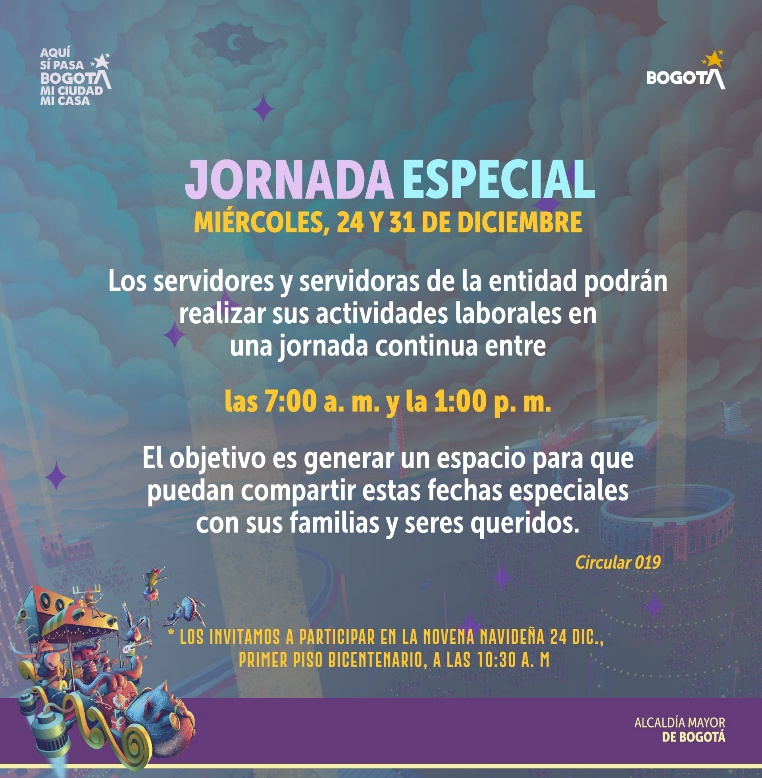 AQUÍ
SÍ PASA
BOGOTÁ
MI CIUDAD
MI CASA
BOGOTÁ
JORNADA ESPECIAL
MIÉRCOLES, 24 Y 31 DE DICIEMBRE
Los servidores y servidoras de la entidad podrán
realizar sus actividades laborales en
una jornada continua entre
las 7:00 a. m. y la 1:00 p. m.
El objetivo es generar un espacio para que
puedan compartir estas fechas especiales
con sus familias y seres queridos.
Circular 019
* LOS INVITAMOS A PARTICIPAR EN LA NOVENA NAVIDEÑA 24 DIC.,
PRIMER PISO BICENTENARIO, A LAS 10:30 A. M
ALCALDÍA MAYOR
DE BOGOTÁ